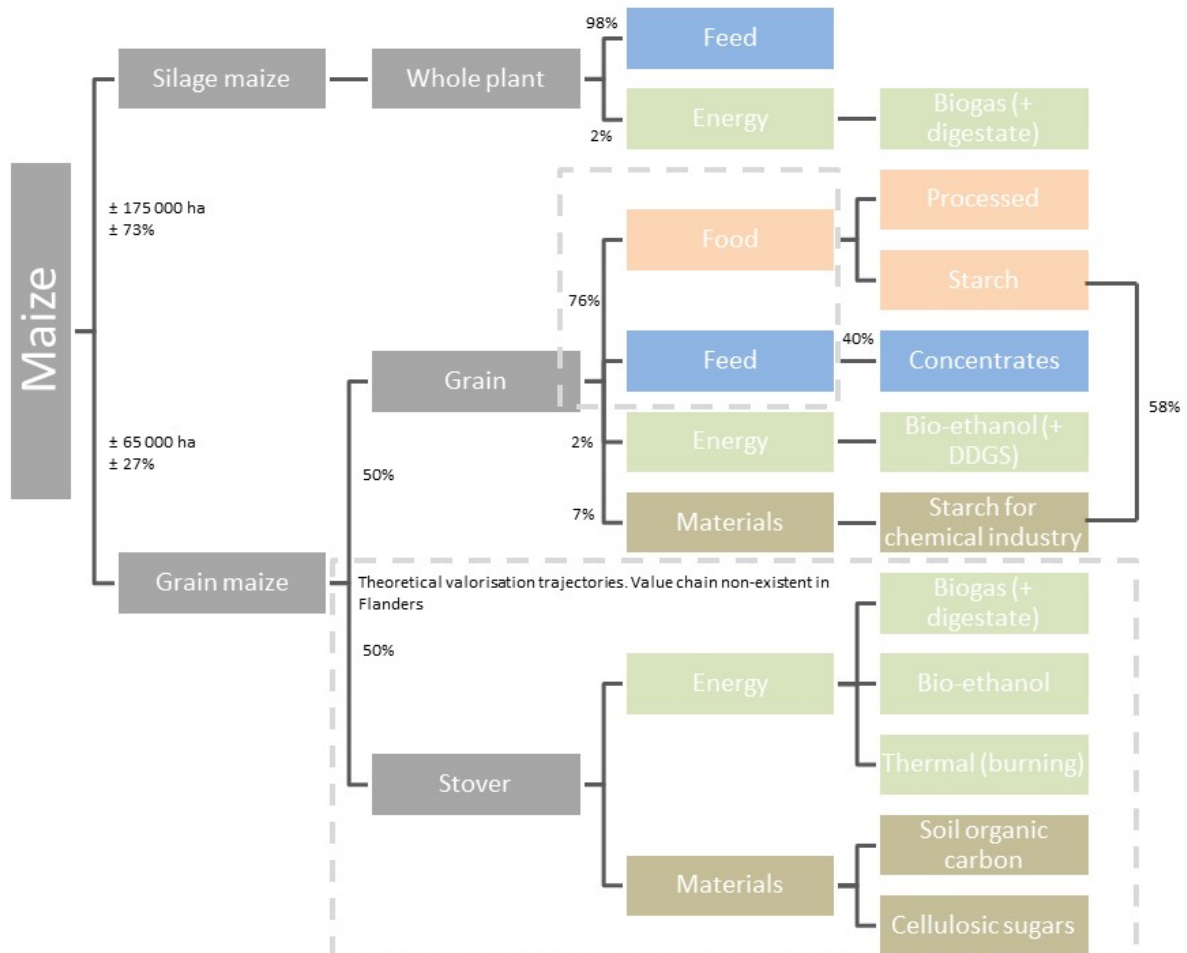 Maize
± 175 000 ha
± 73%
± 65 000 ha
± 27%
Silage maize
Whole plant
98%
Feed
2%
Energy
Biogas (+
digestate)
Grain maize
50%
Grain
76%
Food
Processed
Starch
Feed
40%
Concentrates
2%
Energy
Bio-ethanol (+
DDGS)
7%
Materials
Starch for
chemical industry
58%
Theoretical valorisation trajectories. Value chain non-existent in
Flanders
50%
Stover
Energy
Biogas (+
digestate)
Bio-ethanol
Thermal (burning)
Materials
Soil organic
carbon
Cellulosic sugars